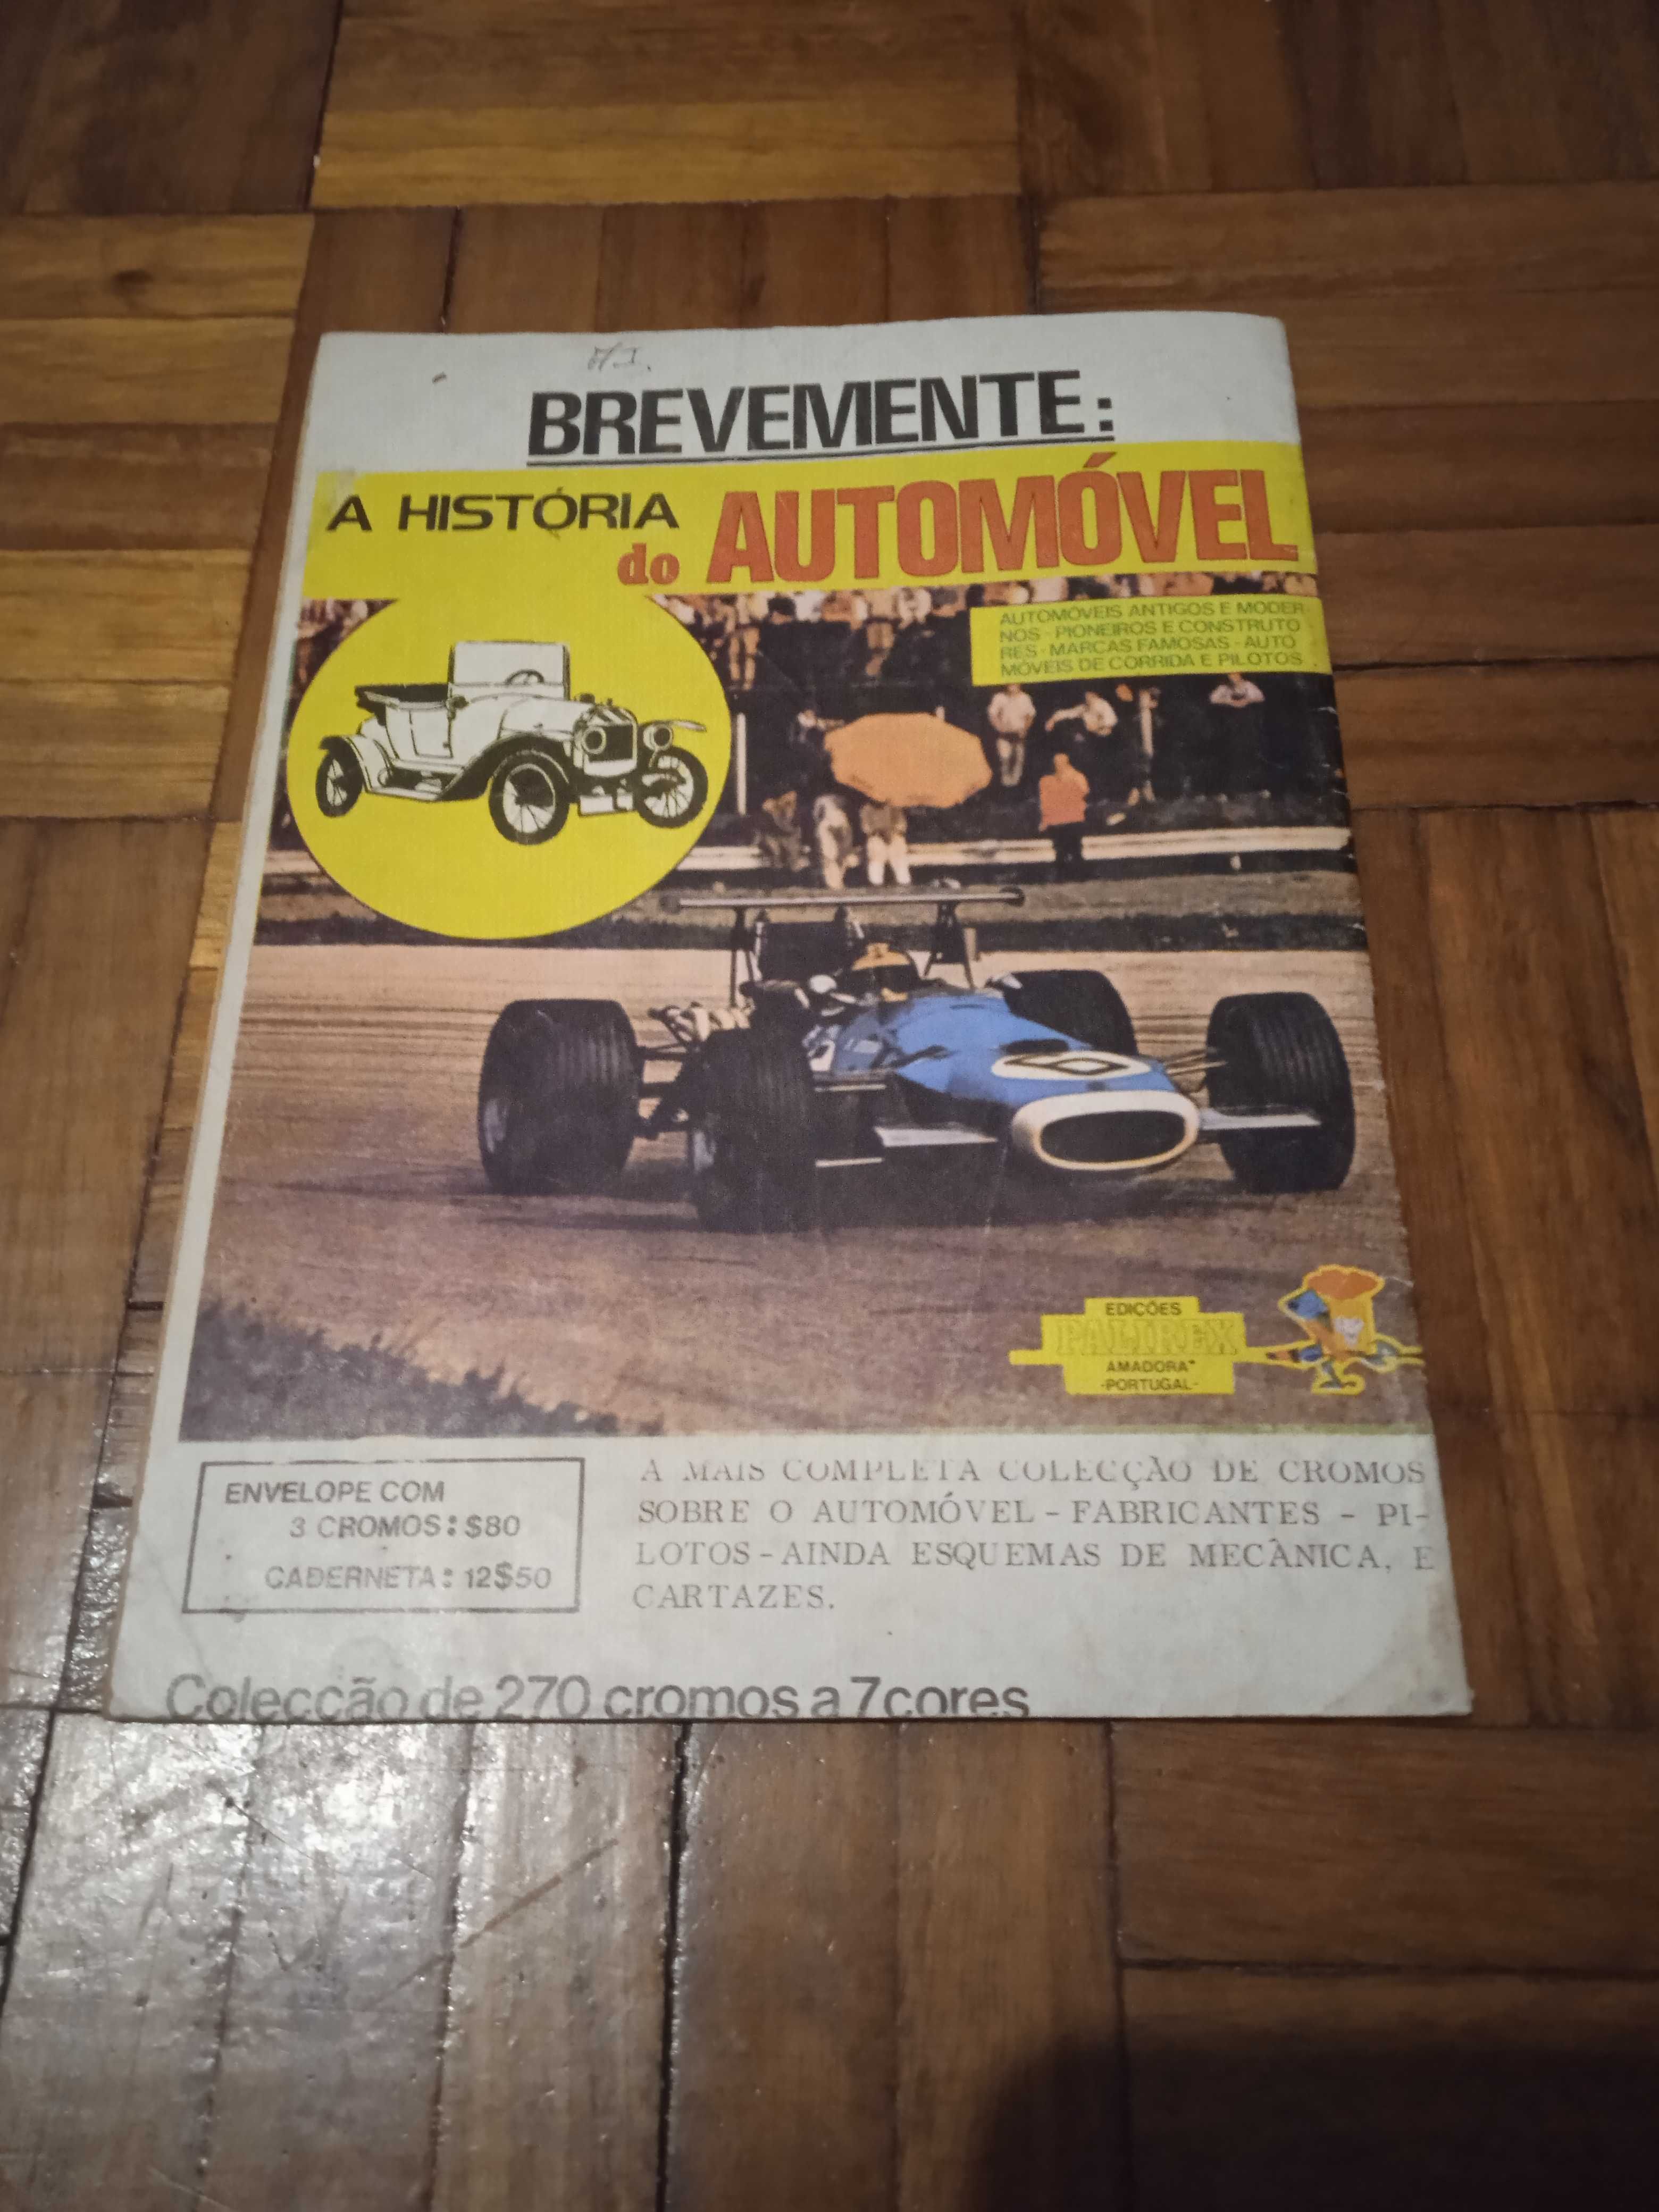 BREVEMENTE:
A HISTÓRIA
do AUTOMÓVEL
AUTOMÓVEIS ANTIGOS E MODER-
NOS - PIONEIROS E CONSTRUTO-
RES - MARCAS FAMOSAS - AUTO
MÓVEIS DE CORRIDA E PILOTOS
6
EDIÇÕES
PALIREX
AMADORA
-PORTUGAL-
ENVELOPE COM
3 CROMOS: $80
CADERNETA: 12$50
A MAIS COMPLETA COLECÇÃO DE CROMOS
SOBRE O AUTOMÓVEL - FABRICANTES - PI-
LOTOS - AINDA ESQUEMAS DE MECÂNICA, E
CARTAZES.
Colecção de 270 cromos a 7 cores